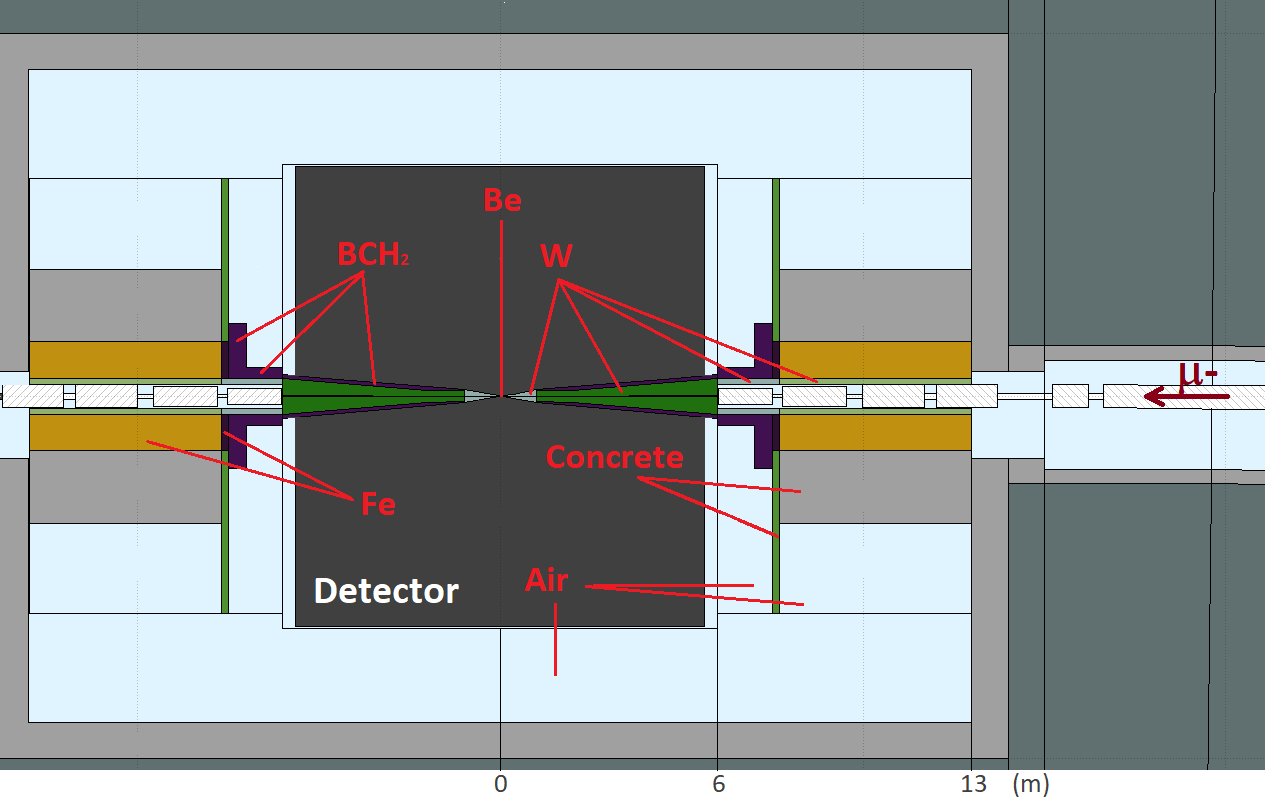 Be
BCH₂
W
μ-
Concrete
Fe
Air
Detector
0 6 13 (m)